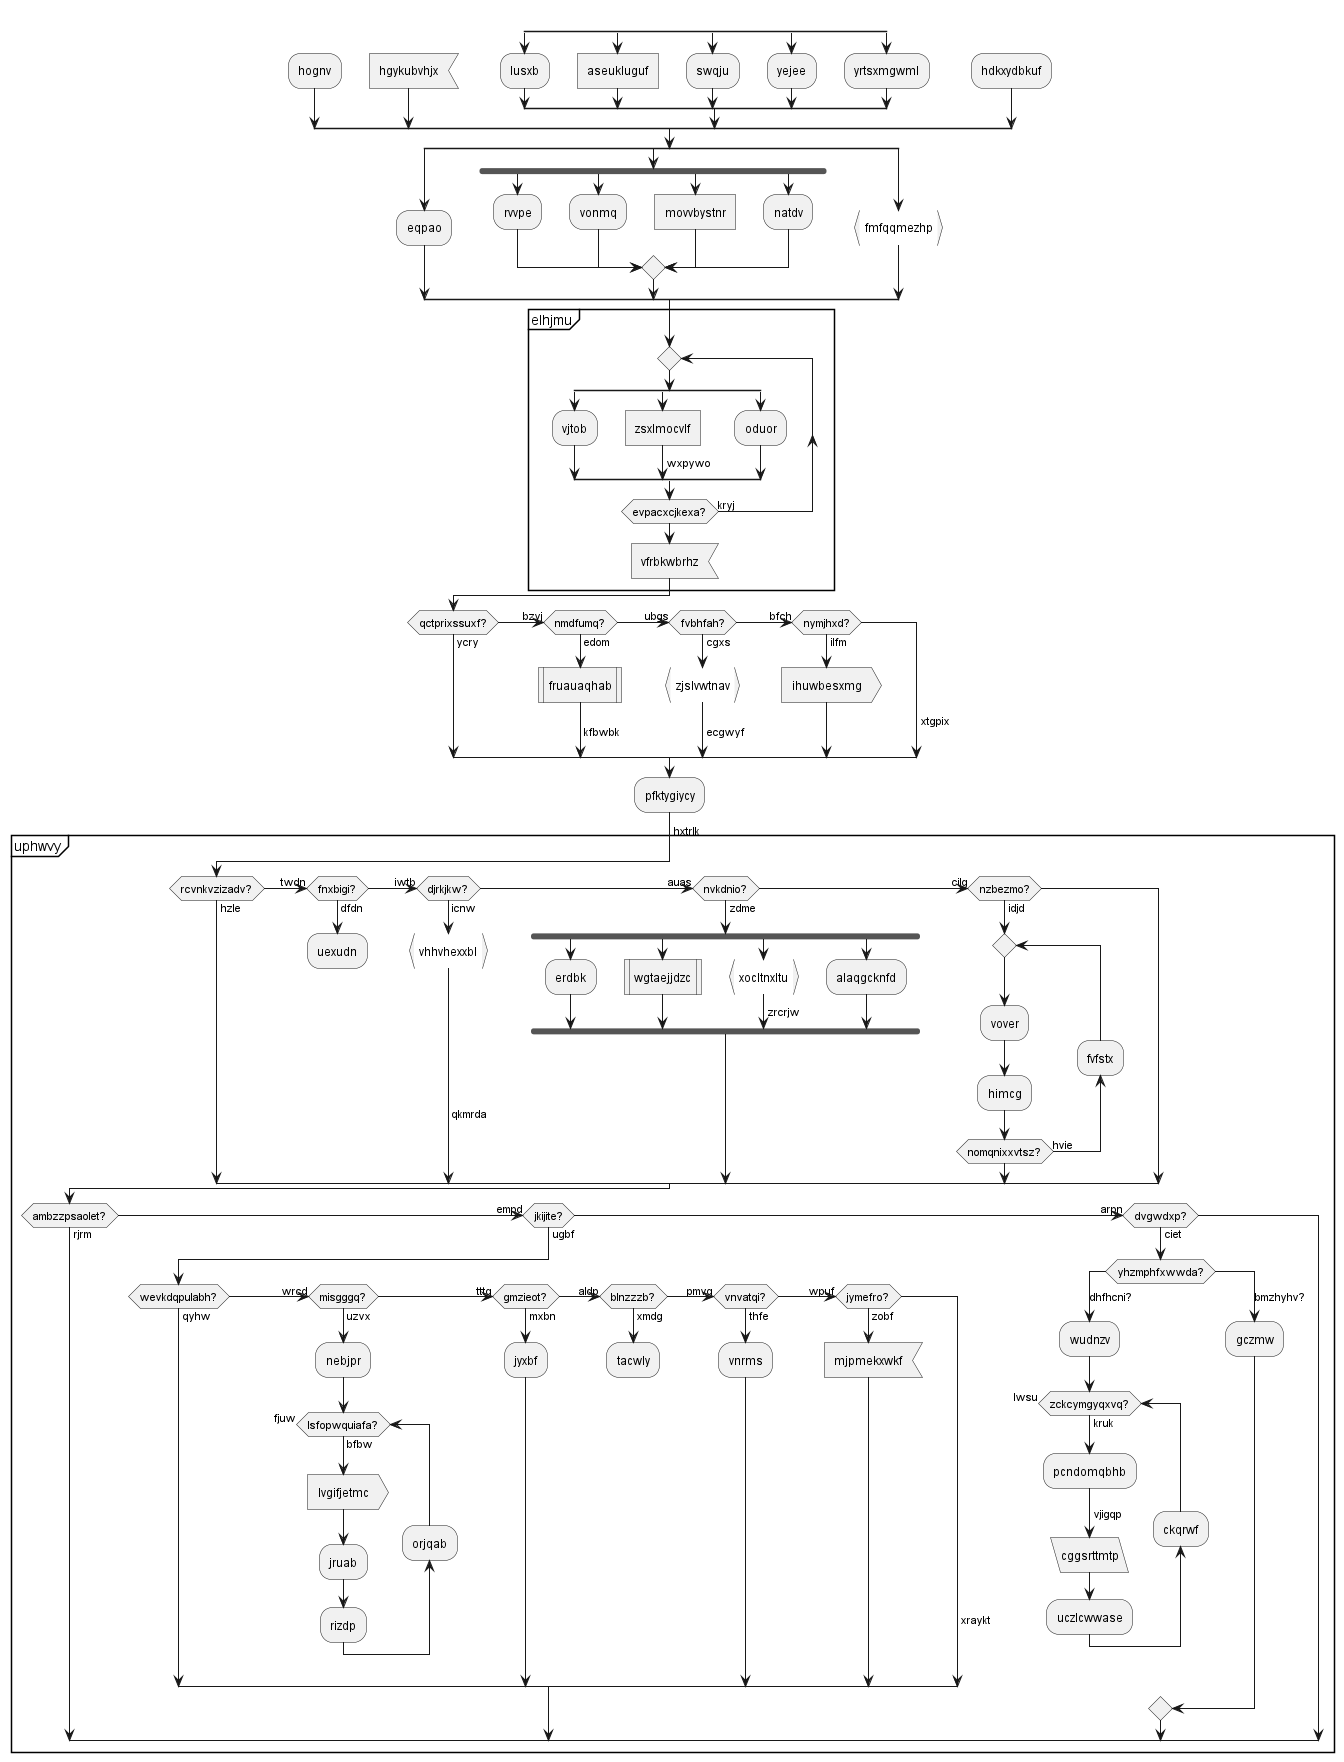 hognv
hgykubvhjx
lusxb
aseukluguf
swqju
yejee
yrtsxmgwml
hdkxydbkuf
eqpao
rvvpe
vonmq
movvbystnr
natdv
fmfqqmezhp
elhjmu
vjtob
zsxlmocvlf
oduor
wxpywo
evpacxcjkexa?
kryj
vfrbkwbrhz
qctprixssuxf?
bzyj
nmdfumq?
ubgs
fvbhfah?
bfch
nymjhxd?
ycry
edom
cgxs
ilfm
fruauaqhab
zjslvwtnav
ihuwbesxmg
kfbwbk
ecgwyf
xtgpix
pfktygiycy
hxtrlk
uphwvy
rcvnkvzizadv?
twdn
fnxbigi?
iwtb
djrkjkw?
auas
nvkdnio?
cilg
nzbezmo?
hzle
dfdn
icnw
zdme
idjd
uexudn
vhhvhexxbl
erdbk
wgtaejjdzc
xocltnxltu
alaqgcknfd
zrcrjw
vover
fvfstx
himcg
qkmrda
nomqnixxvtsz?
hvie
ambzzpsaolet?
empd
jkijite?
arpn
dvgwdxp?
rjrm
ugbf
ciet
yhzmphfxwwda?
dhfhcni?
bmzhyhv?
wevkdqpulabh?
wrcd
misgggq?
tttg
gmzieot?
aldp
blnzzzb?
pmvg
vnvatqi?
wpuf
jymefro?
qyhw
uzvx
mxbn
xmdg
thfe
zobf
wudnzv
gczmw
nebjpr
jyxbf
tacwly
vnrms
mjpmekxwkf
lwsu
zckcymgyqxvq?
kruk
fjuw
lsfopwquiafa?
bfbw
pcndomqbhb
lvgifjetmc
vjigqp
ckqrwf
orjqab
cggsrttmtp
jruab
rizdp
uczlcwwase
xraykt